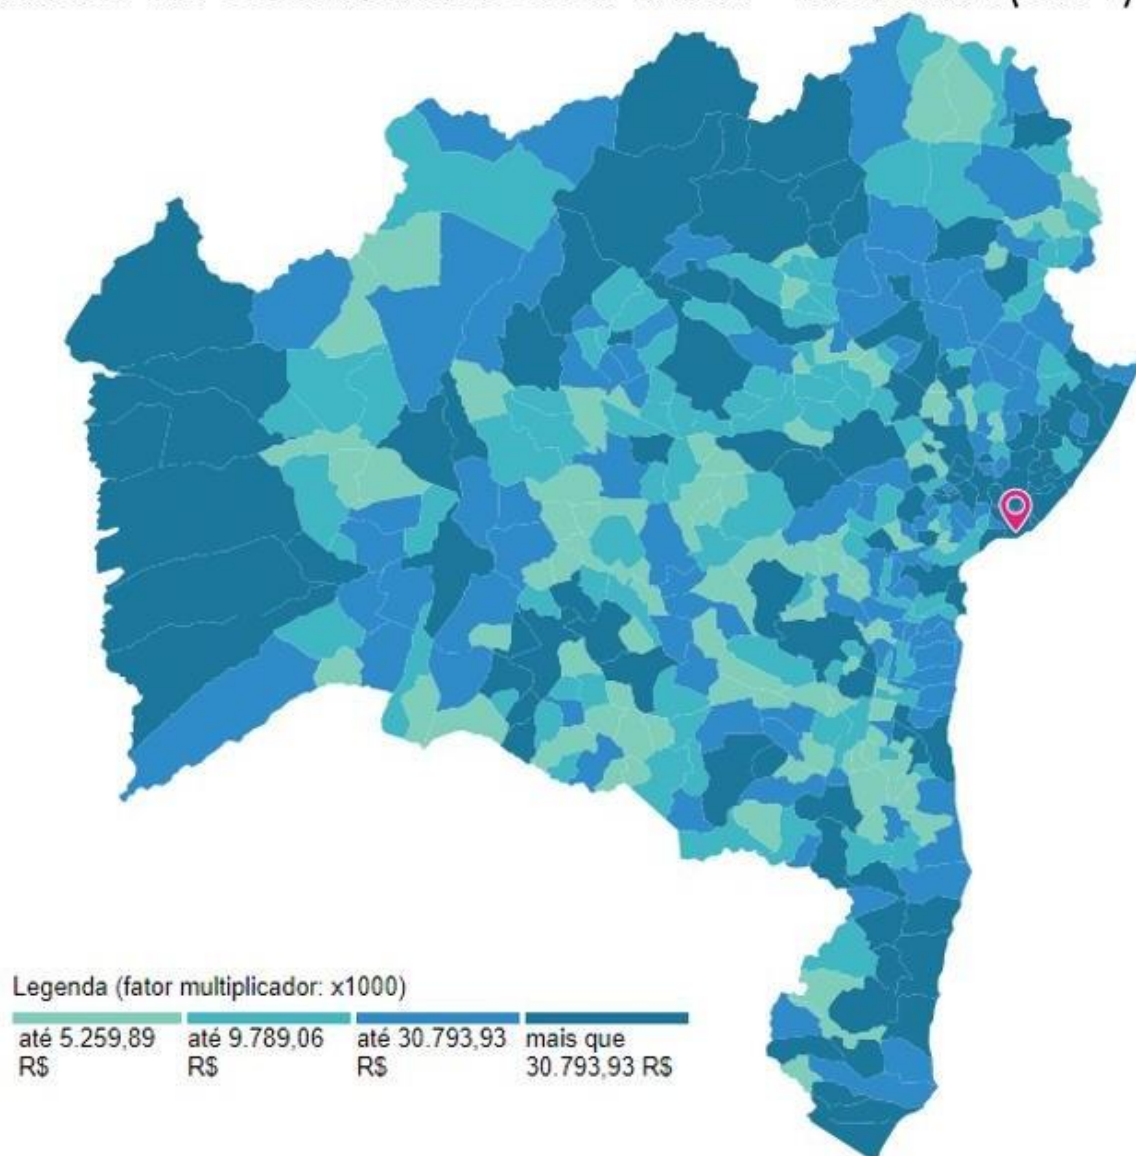 Legenda (fator multiplicador: x1000)
até 5.259,89 R$
até 9.789,06 R$
até 30.793,93 R$
mais que 30.793,93 R$